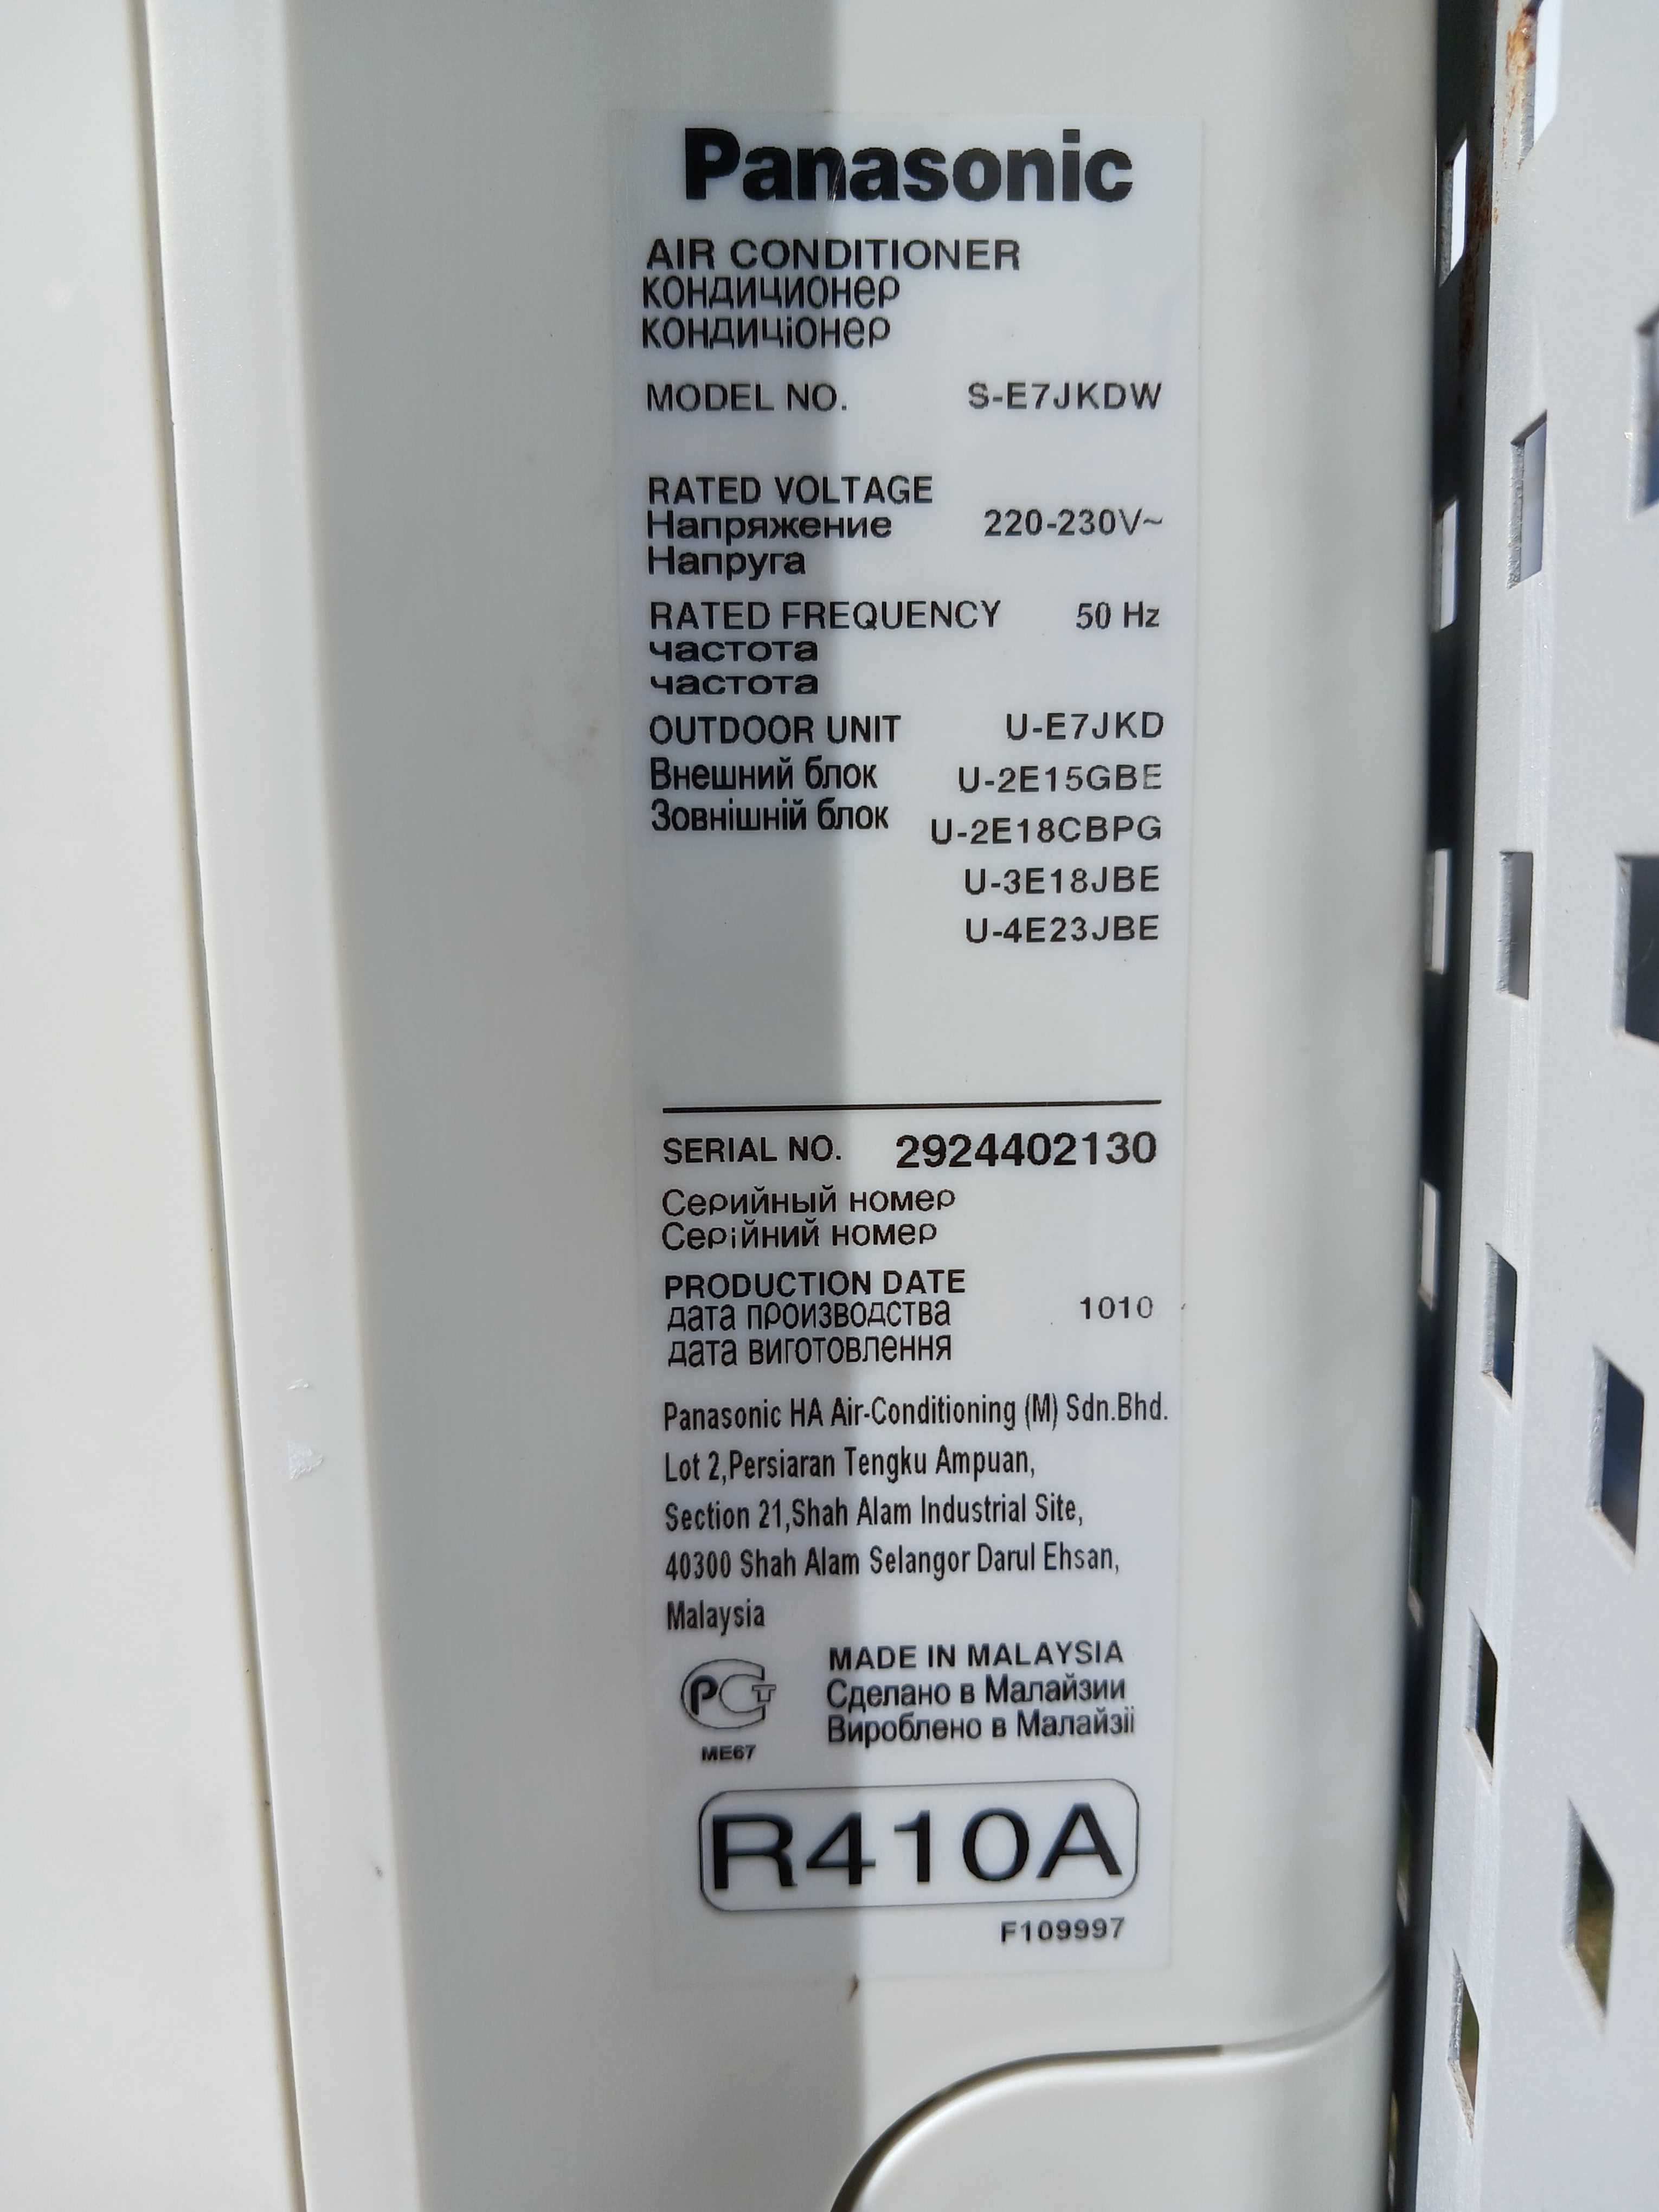 Panasonic
AIR CONDITIONER
кондиционер
кондиціонер
MODEL NO. S-E7JKDW
RATED VOLTAGE
Напряжение 220-230V~
Напруга
RATED FREQUENCY 50 Hz
частота
частота
OUTDOOR UNIT U-E7JKD
Внешний блок U-2E15GBE
Зовнішній блок U-2E18CBPG
U-3E18JBE
U-4E23JBE
SERIAL NO. 2924402130
Серийный номер
Серійний номер
PRODUCTION DATE
дата производства 1010
дата виготовлення
Panasonic HA Air-Conditioning (M) Sdn.Bhd.
Lot 2,Persiaran Tengku Ampuan,
Section 21,Shah Alam Industrial Site,
40300 Shah Alam Selangor Darul Ehsan,
Malaysia
MADE IN MALAYSIA
Сделано в Малайзии
Вироблено в Малайзії
РСТ
ME67
R410A
F109997